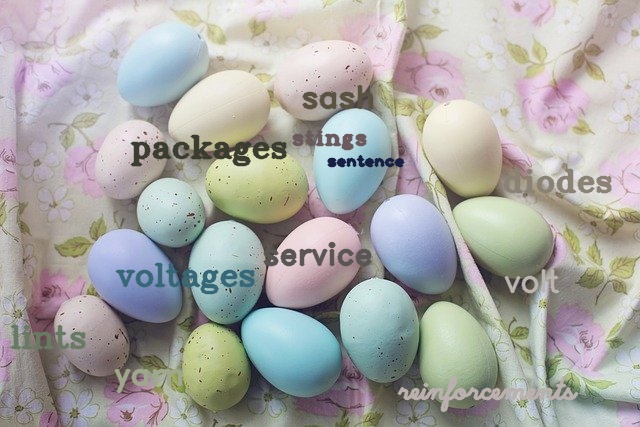 sash
stings
packages
sentence
diodes
service
voltages
volt
lints
reinforcements